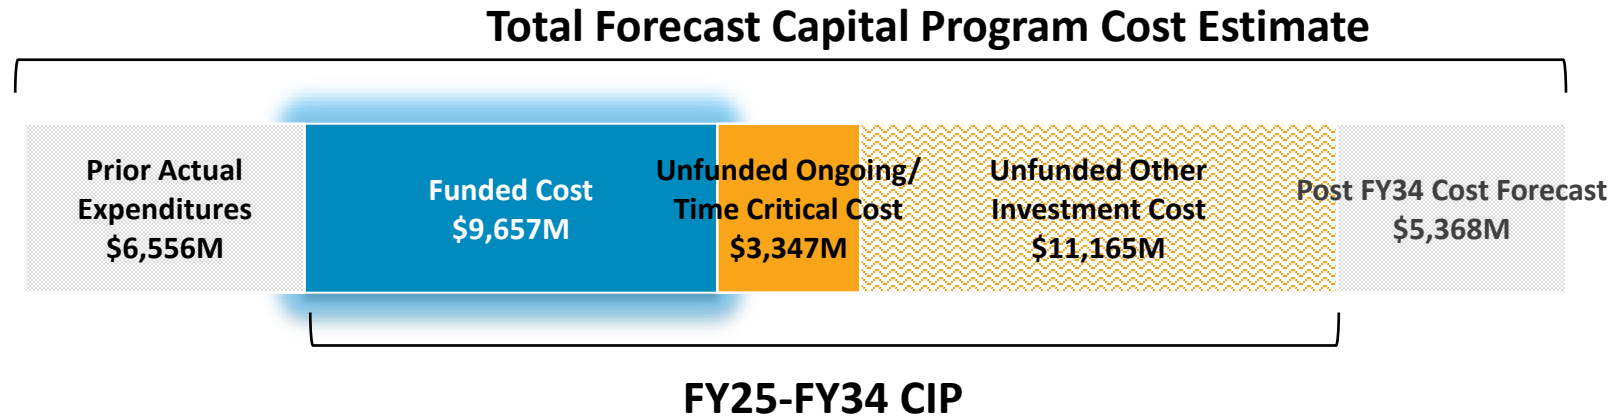 Total Forecast Capital Program Cost Estimate
Prior Actual
Expenditures
$6,556M
Funded Cost
$9,657M
Unfunded Ongoing/
Time Critical Cost
$3,347M
Unfunded Other
Investment Cost
$11,165M
Post FY34 Cost Forecast
$5,368M
FY25-FY34 CIP